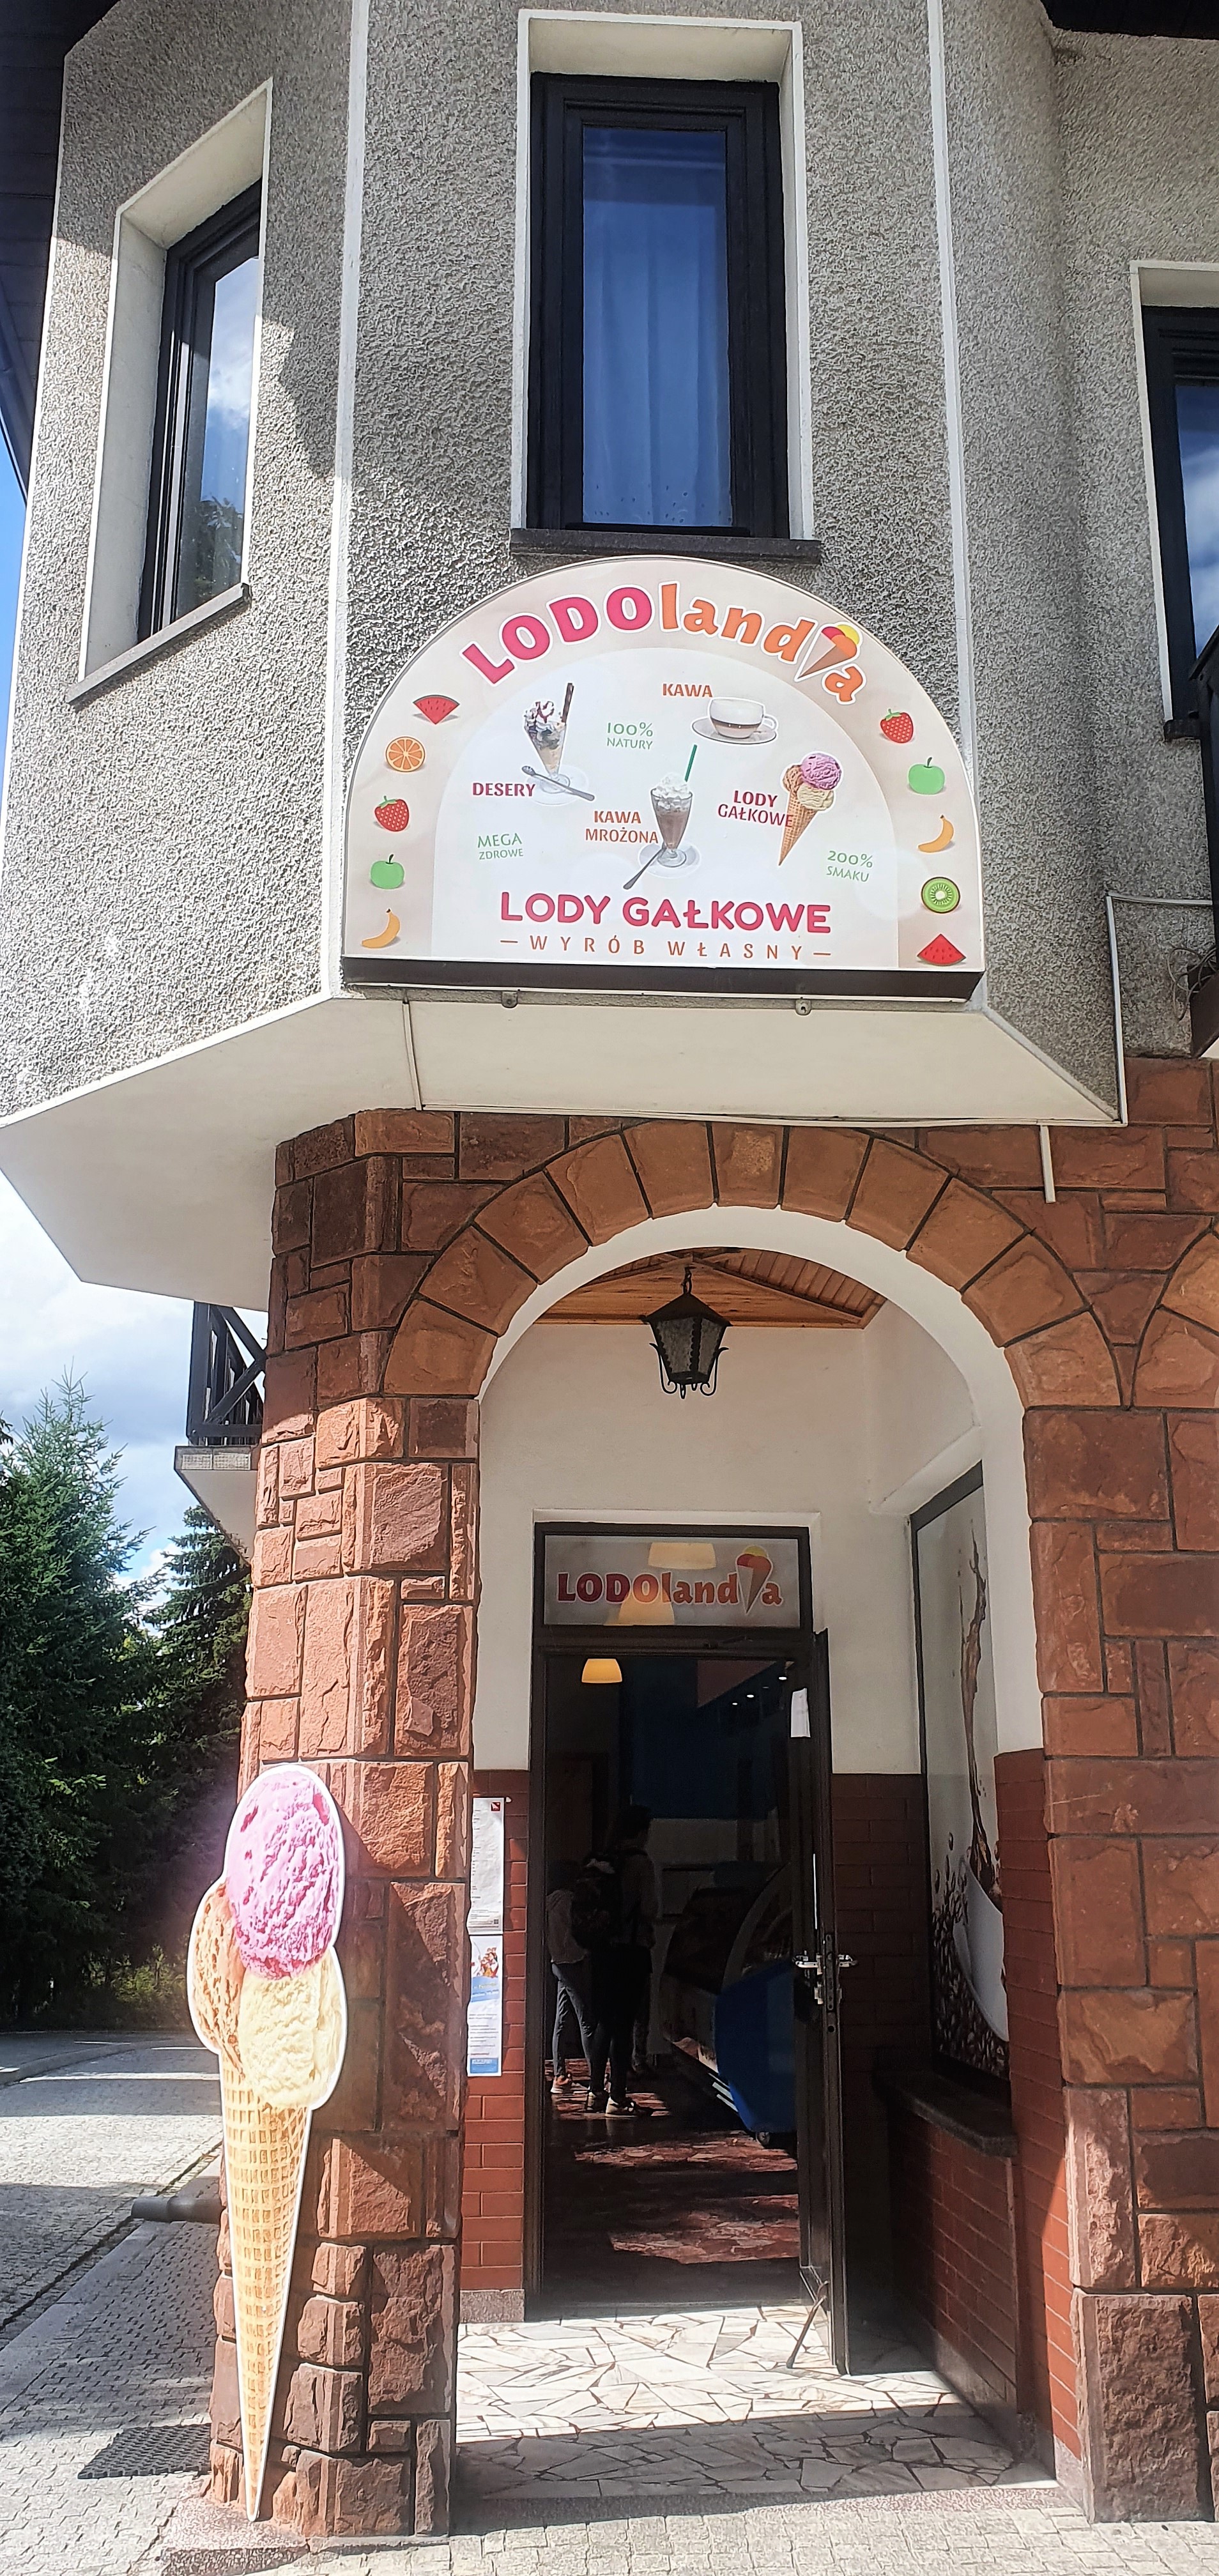 LODOlandia
KAWA
100%
NATURY
DESERY
LODY
GAŁKOWE
KAWA
MROŻONA
MEGA
ZDROWE
200%
SMAKU
LODY GAŁKOWE
— WYRÓB WŁASNY —
LODOlandia